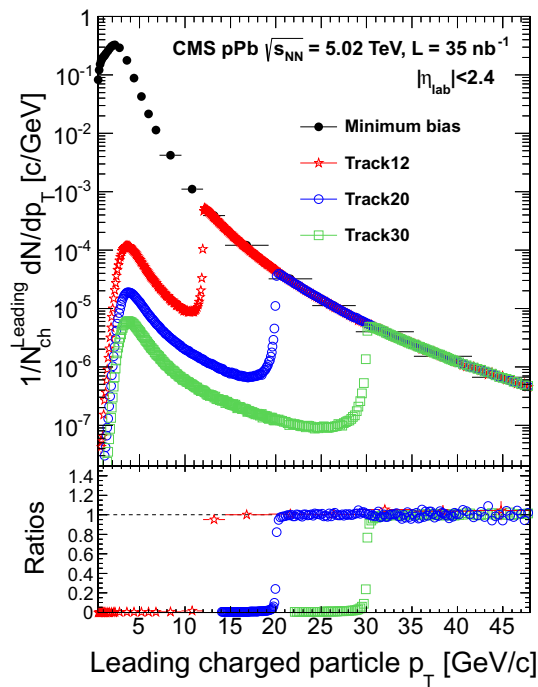 CMS pPb √s_NN = 5.02 TeV, L = 35 nb⁻¹
|η_lab|<2.4
Minimum bias
Track12
Track20
Track30
1/N_ch^Leading dN/dp_T [c/GeV]
1
10⁻¹
10⁻²
10⁻³
10⁻⁴
10⁻⁵
10⁻⁶
10⁻⁷
Ratios
1.4
1.2
1
0.8
0.6
0.4
0.2
0
5 10 15 20 25 30 35 40 45
Leading charged particle p_T [GeV/c]